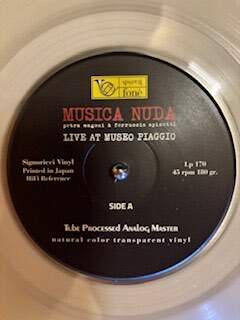 fonè
MUSICA NUDA
petra magoni & ferruccio spinetti
LIVE AT MUSEO PIAGGIO
Signoricci Vinyl
Printed in Japan
HiFi Reference
Lp 170
45 rpm 180 gr.
SIDE A
Tube Processed Analog Master
natural color transparent vinyl